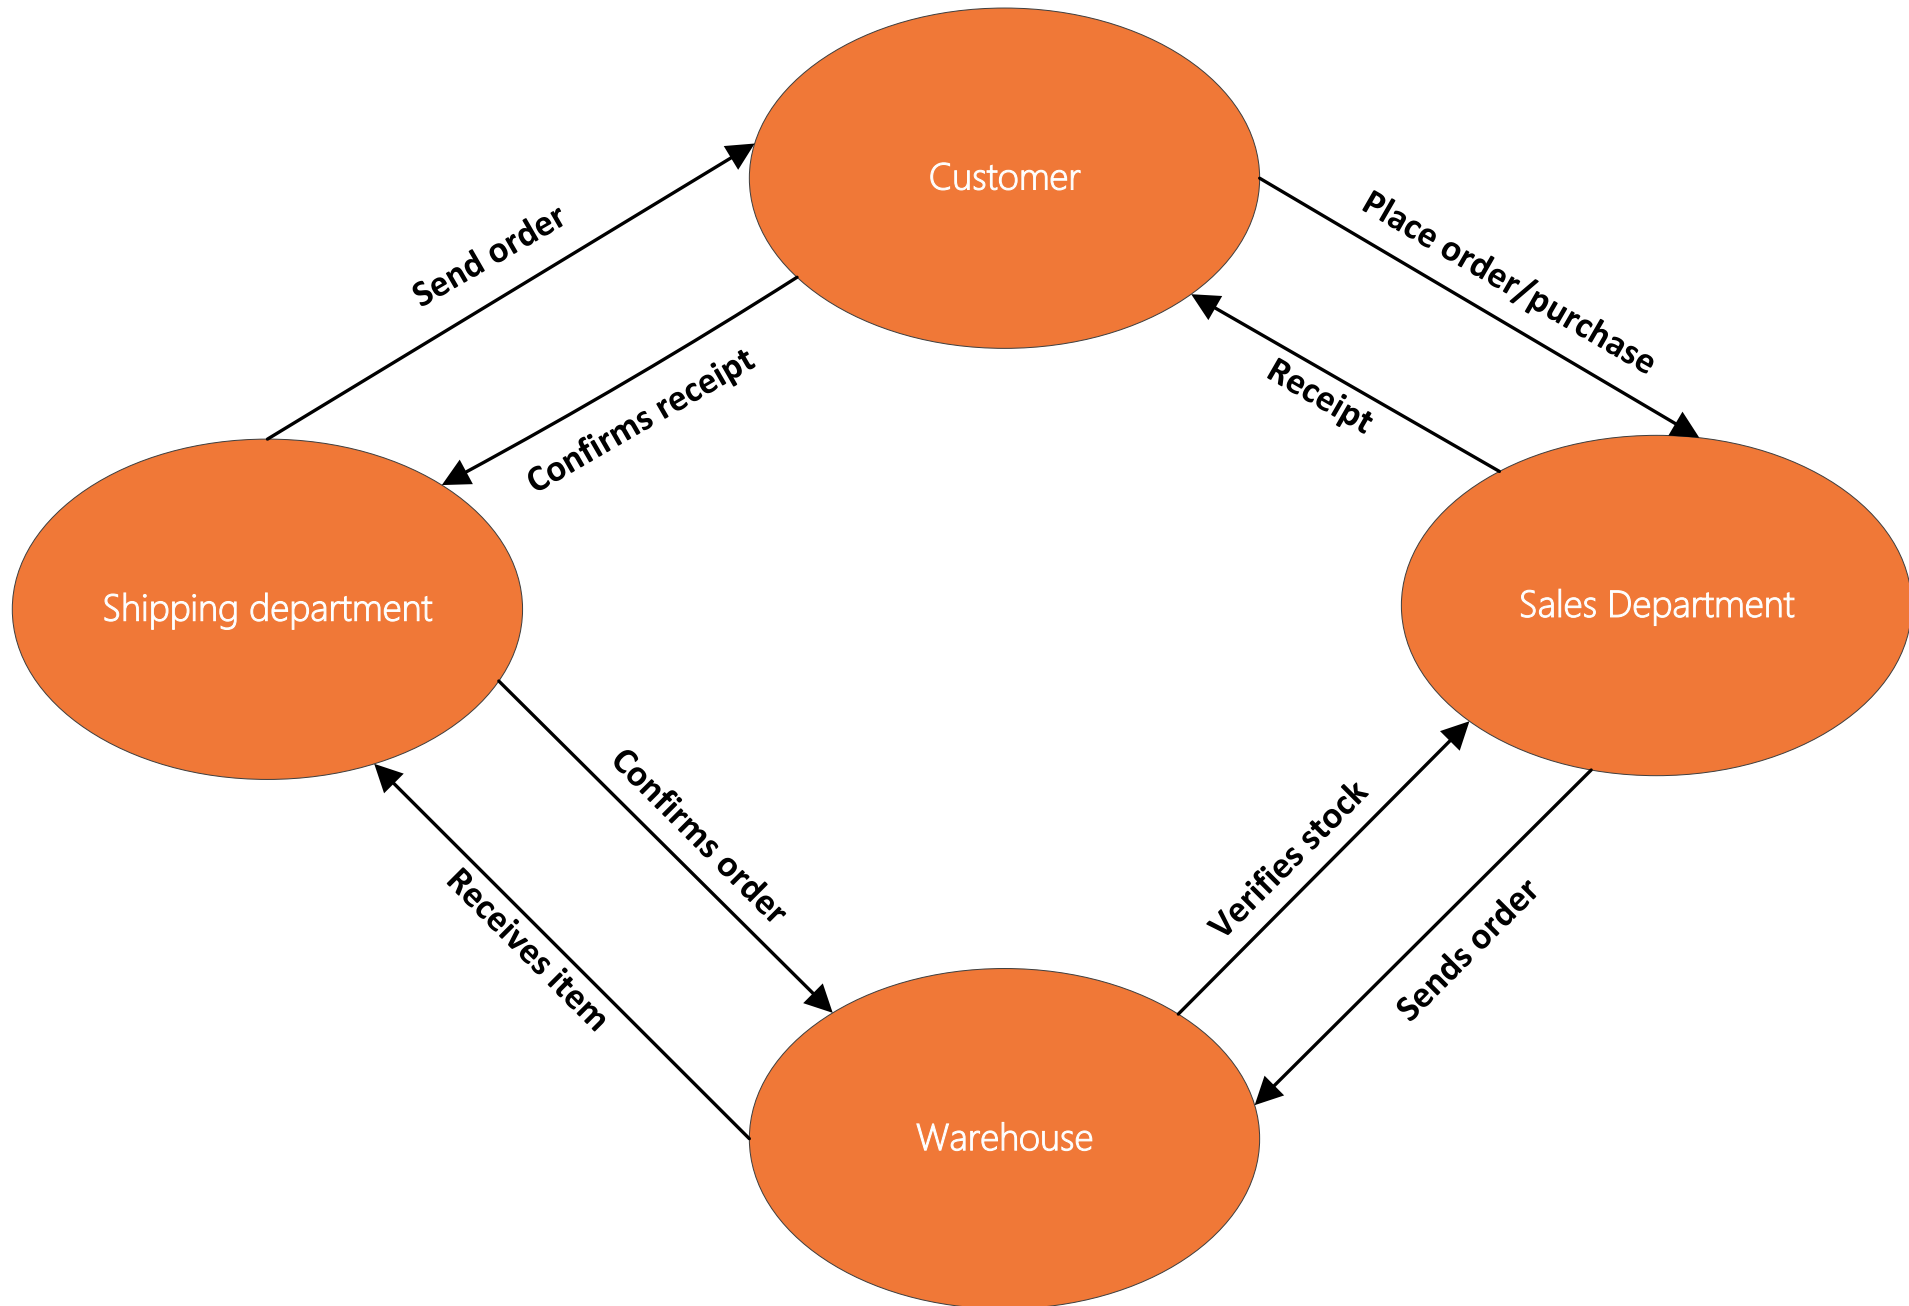 Customer
Place order/purchase
Send order
Receipt
Confirms receipt
Shipping department
Sales Department
Confirms order
Verifies stock
Receives item
Sends order
Warehouse